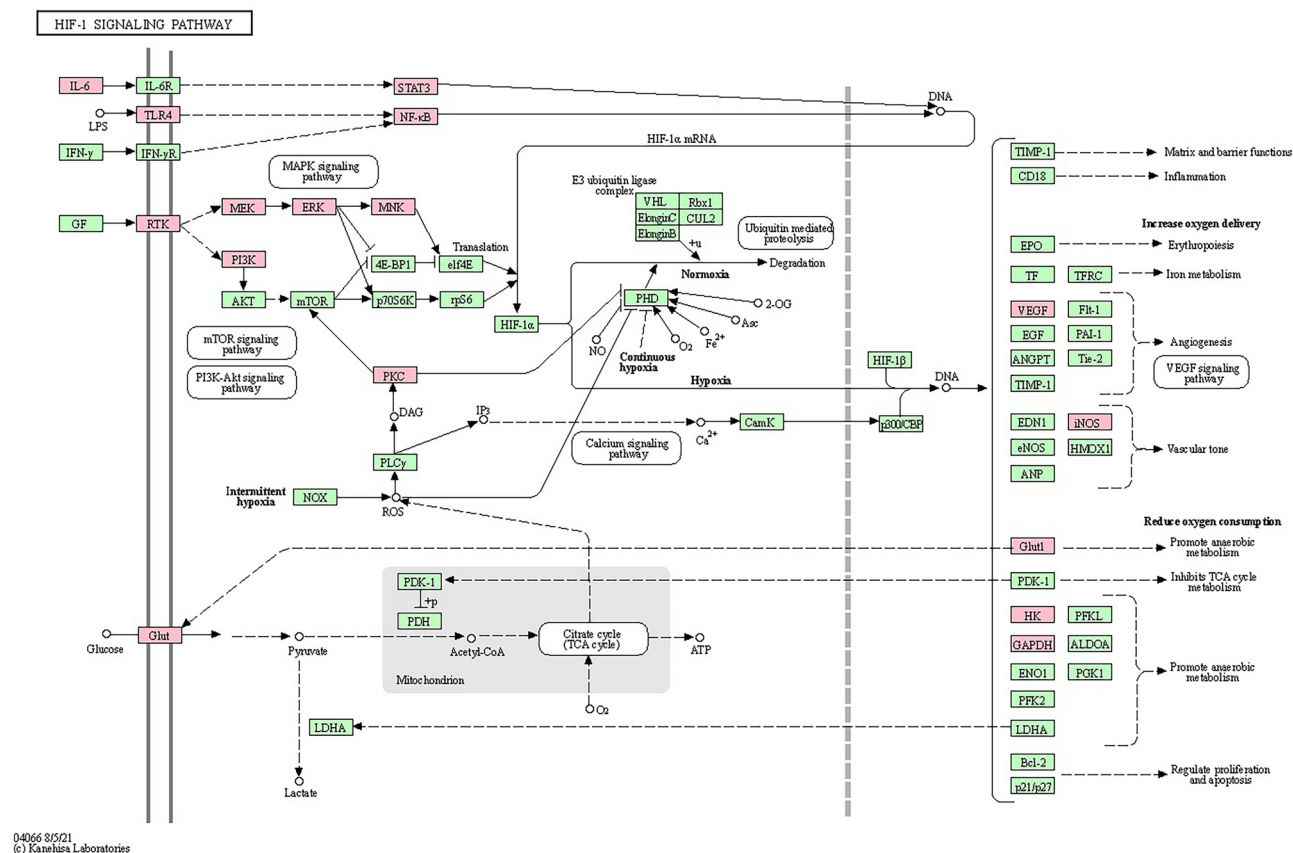 HIF-1 SIGNALING PATHWAY
IL-6
IL-6R
STAT3
DNA
LPS
TLR4
NF-κB
IFN-γ
IFN-γR
HIF-1α mRNA
MAPK signaling
pathway
GF
RTK
MEK
ERK
MNK
PI3K
AKT
mTOR
4E-BP1
eIf4E
Translation
p70S6K
rpS6
mTOR signaling
pathway
PI3K-Akt signaling
pathway
E3 ubiquitin ligase
complex
VHL
Rbx1
ElonginC
CUL2
ElonginB
+u
Ubiquitin mediated
proteolysis
Normoxia
Degradation
HIF-1α
PHD
2-OG
Asc
Fe2+
O2
NO
Continuous
hypoxia
Hypoxia
PKC
DAG
IP3
PLCγ
Calcium signaling
pathway
Ca2+
CamK
HIF-1β
p300/CBP
DNA
Intermittent
hypoxia
NOX
ROS
TIMP-1
Matrix and barrier functions
CD18
Inflammation
Increase oxygen delivery
EPO
Erythropoiesis
TF
TFRC
Iron metabolism
VEGF
Flt-1
EGF
PAI-1
ANGPT
Tie-2
TIMP-1
Angiogenesis
VEGF signaling
pathway
EDN1
iNOS
eNOS
HMOX1
ANP
Vascular tone
Reduce oxygen consumption
Glut1
Promote anaerobic
metabolism
PDK-1
Inhibits TCA cycle
metabolism
HK
PFKL
GAPDH
ALDOA
ENO1
PGK1
PFK2
LDHA
Promote anaerobic
metabolism
Bcl-2
p21/p27
Regulate proliferation
and apoptosis
PDK-1
+p
PDH
Glucose
Glut
Pyruvate
Acetyl-CoA
Citrate cycle
(TCA cycle)
ATP
Mitochondrion
O2
LDHA
Lactate
04066 8/5/21
(c) Kanehisa Laboratories